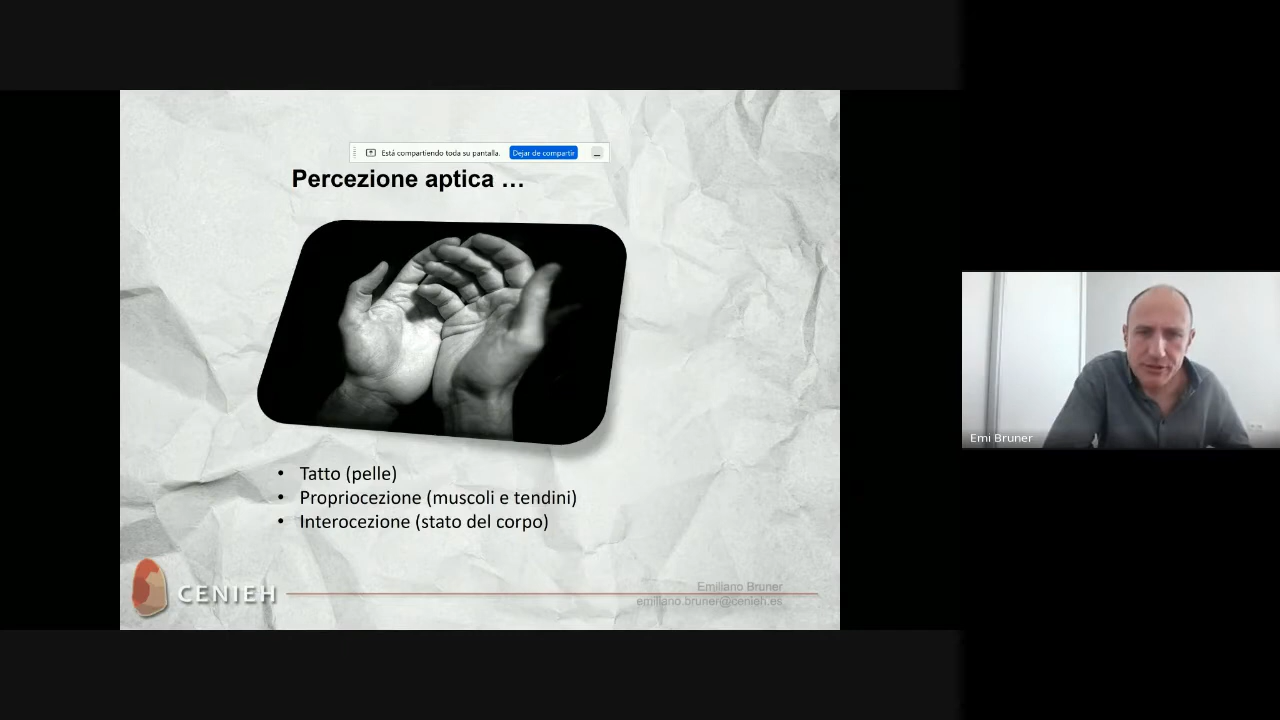 Está compartiendo toda su pantalla. Dejar de compartir
Percezione aptica …
• Tatto (pelle)
• Propriocezione (muscoli e tendini)
• Interocezione (stato del corpo)
CENIEH
Emiliano Bruner
emiliano.bruner@cenieh.es
Emi Bruner